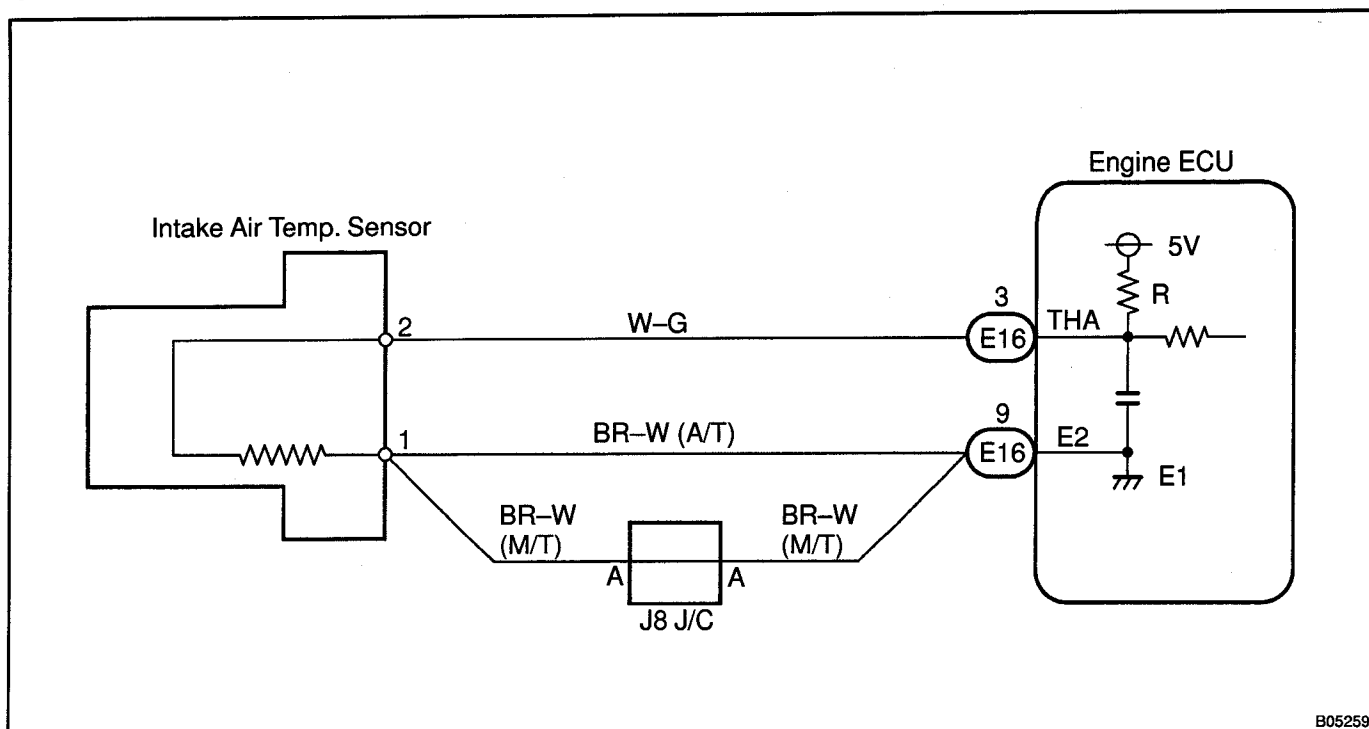 Engine ECU
Intake Air Temp. Sensor
5V
R
2
W–G
3
E16
THA
1
BR–W (A/T)
9
E16
E2
E1
BR–W
(M/T)
BR–W
(M/T)
A
A
J8 J/C
B05259